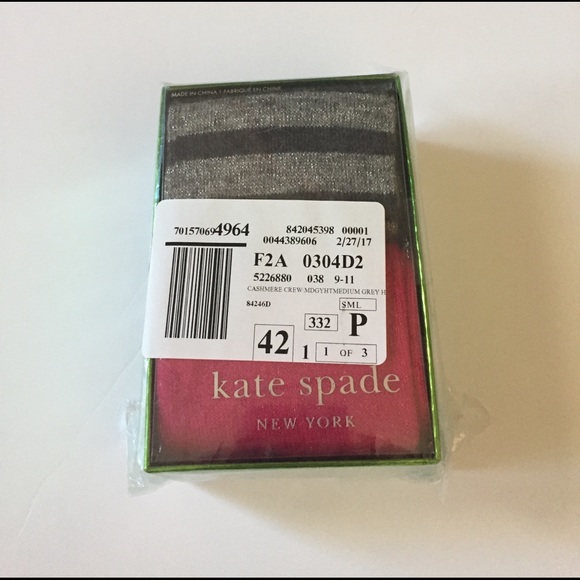 MADE IN CHINA / FABRIQUÉ EN CHINE
701570694964 842045398 00001
0044389606 2/27/17
F2A 0304D2
5226880 038 9-11
CASHMERE CREW:MDGYHTMEDIUM GREY H
84246D SML
332 P
42 1 1 OF 3
kate spade
NEW YORK